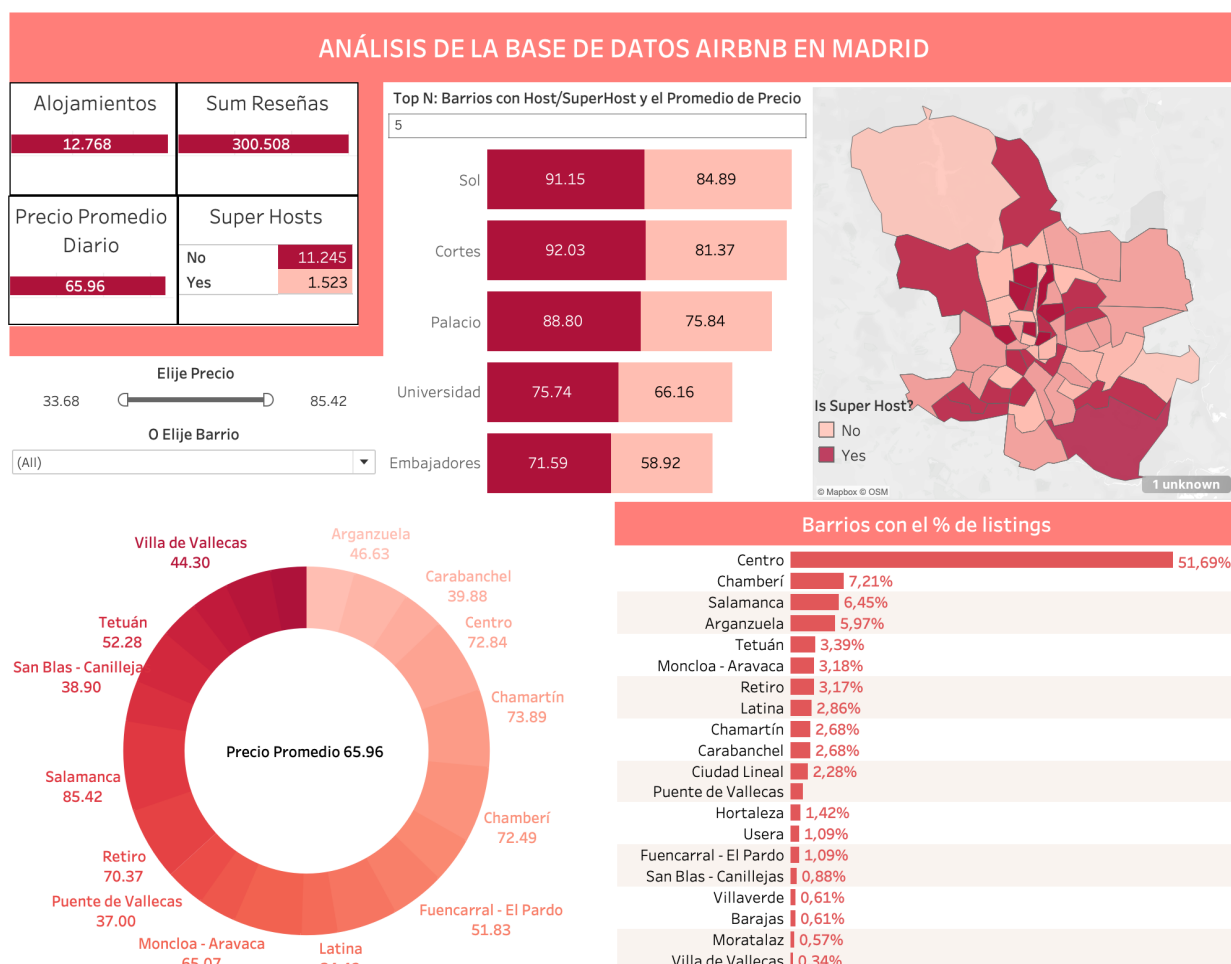 ANÁLISIS DE LA BASE DE DATOS AIRBNB EN MADRID
Alojamientos
12.768
Sum Reseñas
300.508
Precio Promedio
Diario
65.96
Super Hosts
No 11.245
Yes 1.523
Elije Precio
33.68 85.42
O Elije Barrio
(All)
Top N: Barrios con Host/SuperHost y el Promedio de Precio
5
Sol 91.15 84.89
Cortes 92.03 81.37
Palacio 88.80 75.84
Universidad 75.74 66.16
Embajadores 71.59 58.92
Is Super Host?
No
Yes
© Mapbox © OSM
1 unknown
Villa de Vallecas
44.30
Arganzuela
46.63
Carabanchel
39.88
Centro
72.84
Chamartín
73.89
Chamberí
72.49
Fuencarral - El Pardo
51.83
Latina
Moncloa - Aravaca
65.07
Puente de Vallecas
37.00
Retiro
70.37
Salamanca
85.42
San Blas - Canilleja
38.90
Tetuán
52.28
Precio Promedio 65.96
Barrios con el % de listings
Centro 51,69%
Chamberí 7,21%
Salamanca 6,45%
Arganzuela 5,97%
Tetuán 3,39%
Moncloa - Aravaca 3,18%
Retiro 3,17%
Latina 2,86%
Chamartín 2,68%
Carabanchel 2,68%
Ciudad Lineal 2,28%
Puente de Vallecas
Hortaleza 1,42%
Usera 1,09%
Fuencarral - El Pardo 1,09%
San Blas - Canillejas 0,88%
Villaverde 0,61%
Barajas 0,61%
Moratalaz 0,57%
Villa de Vallecas 0,34%